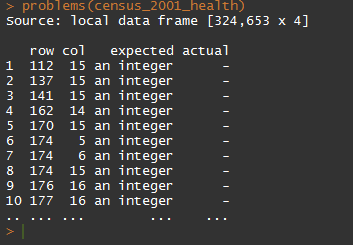 > problems(census_2001_health)
Source: local data frame [324,653 x 4]
row col expected actual
1 112 15 an integer -
2 137 15 an integer -
3 141 15 an integer -
4 162 14 an integer -
5 170 15 an integer -
6 174 5 an integer -
7 174 6 an integer -
8 174 15 an integer -
9 176 16 an integer -
10 177 16 an integer -
.. ... ... ... ...
>